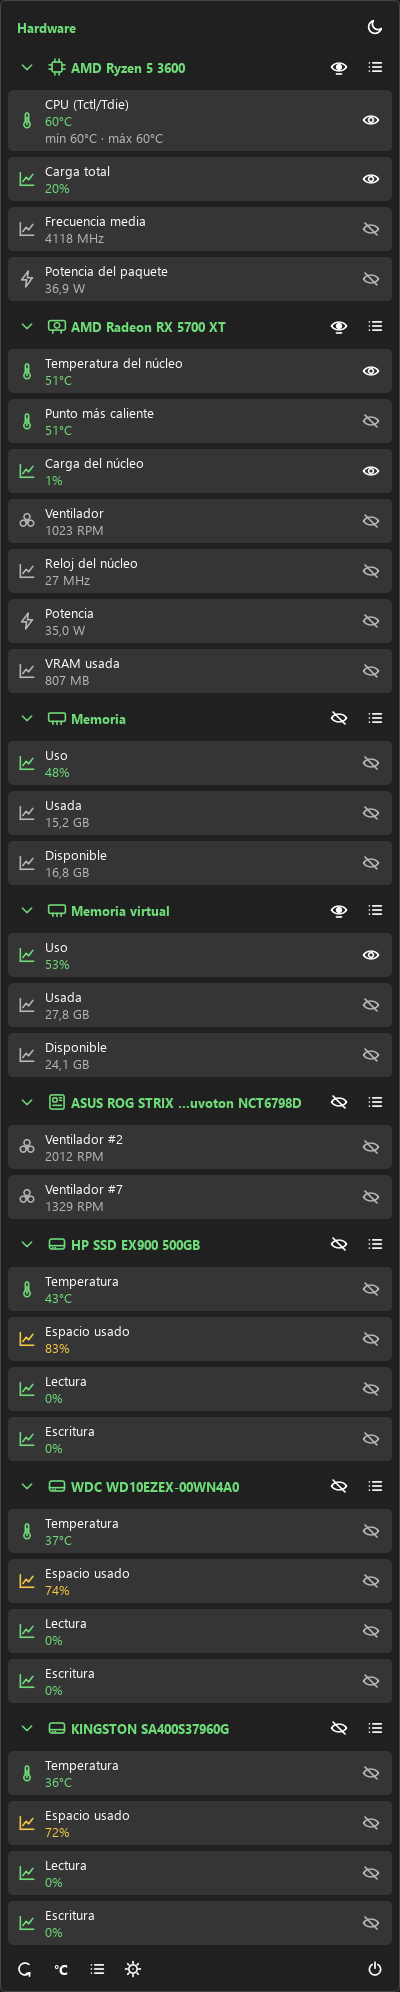 Hardware
AMD Ryzen 5 3600
CPU (Tctl/Tdie)
60°C
mín 60°C · máx 60°C
Carga total
20%
Frecuencia media
4118 MHz
Potencia del paquete
36,9 W
AMD Radeon RX 5700 XT
Temperatura del núcleo
51°C
Punto más caliente
51°C
Carga del núcleo
1%
Ventilador
1023 RPM
Reloj del núcleo
27 MHz
Potencia
35,0 W
VRAM usada
807 MB
Memoria
Uso
48%
Usada
15,2 GB
Disponible
16,8 GB
Memoria virtual
Uso
53%
Usada
27,8 GB
Disponible
24,1 GB
ASUS ROG STRIX ...uvoton NCT6798D
Ventilador #2
2012 RPM
Ventilador #7
1329 RPM
HP SSD EX900 500GB
Temperatura
43°C
Espacio usado
83%
Lectura
0%
Escritura
0%
WDC WD10EZEX-00WN4A0
Temperatura
37°C
Espacio usado
74%
Lectura
0%
Escritura
0%
KINGSTON SA400S37960G
Temperatura
36°C
Espacio usado
72%
Lectura
0%
Escritura
0%
°C